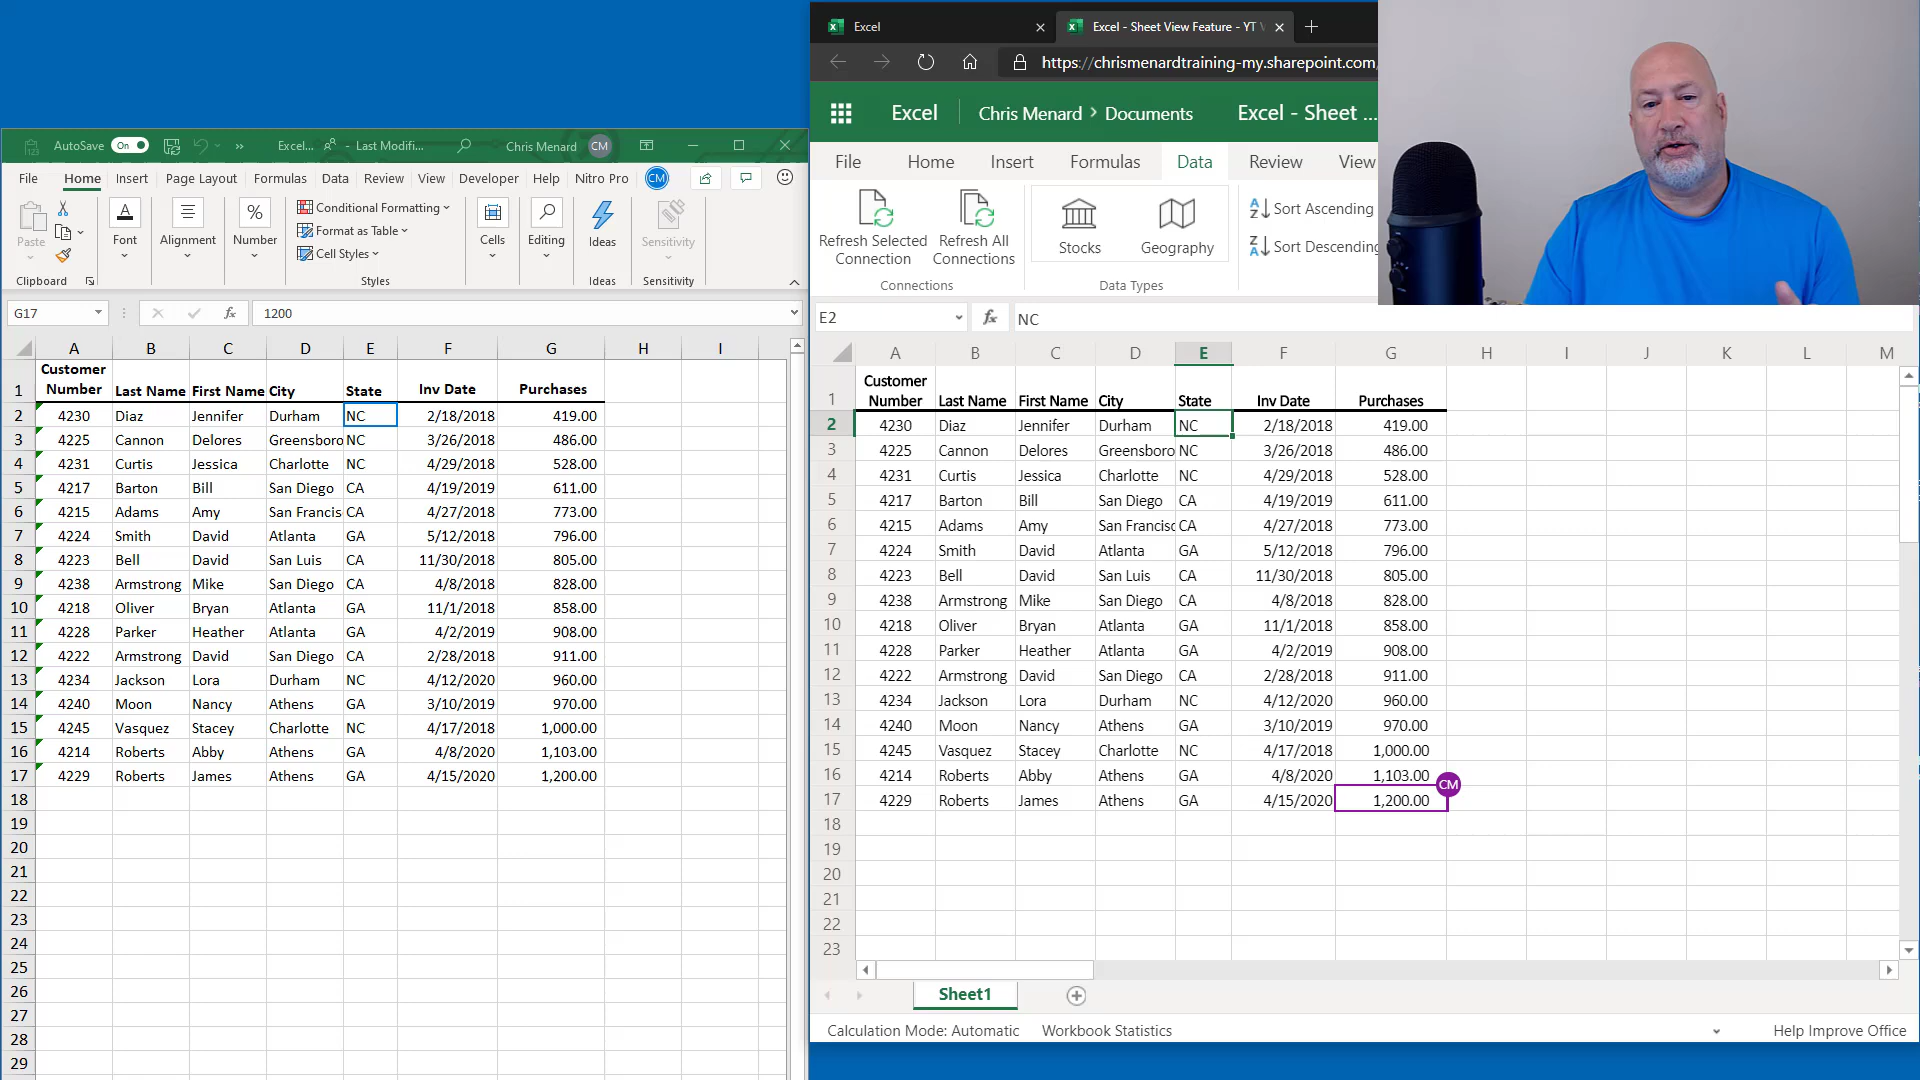 Excel
Excel - Sheet View Feature - YT
https://chrismenardtraining-my.sharepoint.com
Excel
Chris Menard > Documents
Excel - Sheet ...
File Home Insert Formulas Data Review View
Refresh Selected Connection
Refresh All Connections
Stocks
Geography
Sort Ascending
Sort Descending
Connections
Data Types
E2
fx
NC
A B C D E F G H I J K L M
1 Customer Number Last Name First Name City State Inv Date Purchases
2 4230 Diaz Jennifer Durham NC 2/18/2018 419.00
3 4225 Cannon Delores Greensboro NC 3/26/2018 486.00
4 4231 Curtis Jessica Charlotte NC 4/29/2018 528.00
5 4217 Barton Bill San Diego CA 4/19/2019 611.00
6 4215 Adams Amy San Francisc CA 4/27/2018 773.00
7 4224 Smith David Atlanta GA 5/12/2018 796.00
8 4223 Bell David San Luis CA 11/30/2018 805.00
9 4238 Armstrong Mike San Diego CA 4/8/2018 828.00
10 4218 Oliver Bryan Atlanta GA 11/1/2018 858.00
11 4228 Parker Heather Atlanta GA 4/2/2019 908.00
12 4222 Armstrong David San Diego CA 2/28/2018 911.00
13 4234 Jackson Lora Durham NC 4/12/2020 960.00
14 4240 Moon Nancy Athens GA 3/10/2019 970.00
15 4245 Vasquez Stacey Charlotte NC 4/17/2018 1,000.00
16 4214 Roberts Abby Athens GA 4/8/2020 1,103.00
CM
17 4229 Roberts James Athens GA 4/15/2020 1,200.00
18
19
20
21
22
23
Sheet1
Calculation Mode: Automatic Workbook Statistics
Help Improve Office
AutoSave On
Excel...
- Last Modifi...
Chris Menard CM
File Home Insert Page Layout Formulas Data Review View Developer Help Nitro Pro CM
Paste
Font
Alignment
Number
Conditional Formatting
Format as Table
Cell Styles
Cells
Editing
Ideas
Sensitivity
Clipboard
Styles
Ideas
Sensitivity
G17
fx
1200
A B C D E F G H I
1 Customer Number Last Name First Name City State Inv Date Purchases
2 4230 Diaz Jennifer Durham NC 2/18/2018 419.00
3 4225 Cannon Delores Greensboro NC 3/26/2018 486.00
4 4231 Curtis Jessica Charlotte NC 4/29/2018 528.00
5 4217 Barton Bill San Diego CA 4/19/2019 611.00
6 4215 Adams Amy San Francis CA 4/27/2018 773.00
7 4224 Smith David Atlanta GA 5/12/2018 796.00
8 4223 Bell David San Luis CA 11/30/2018 805.00
9 4238 Armstrong Mike San Diego CA 4/8/2018 828.00
10 4218 Oliver Bryan Atlanta GA 11/1/2018 858.00
11 4228 Parker Heather Atlanta GA 4/2/2019 908.00
12 4222 Armstrong David San Diego CA 2/28/2018 911.00
13 4234 Jackson Lora Durham NC 4/12/2020 960.00
14 4240 Moon Nancy Athens GA 3/10/2019 970.00
15 4245 Vasquez Stacey Charlotte NC 4/17/2018 1,000.00
16 4214 Roberts Abby Athens GA 4/8/2020 1,103.00
17 4229 Roberts James Athens GA 4/15/2020 1,200.00
18
19
20
21
22
23
24
25
26
27
28
29